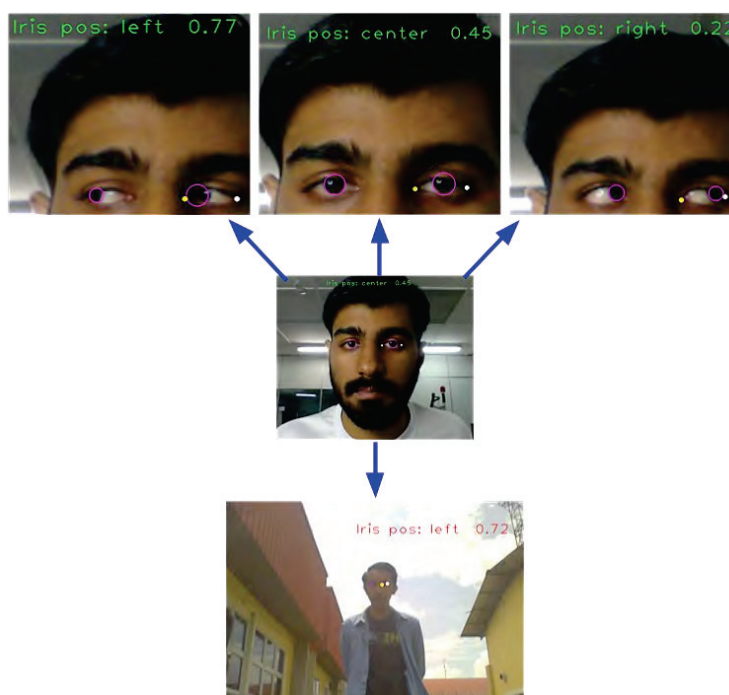 Iris pos: left 0.77
Iris pos: center 0.45
Iris pos: right 0.22
Iris pos: center 0.45
Iris pos: left 0.72